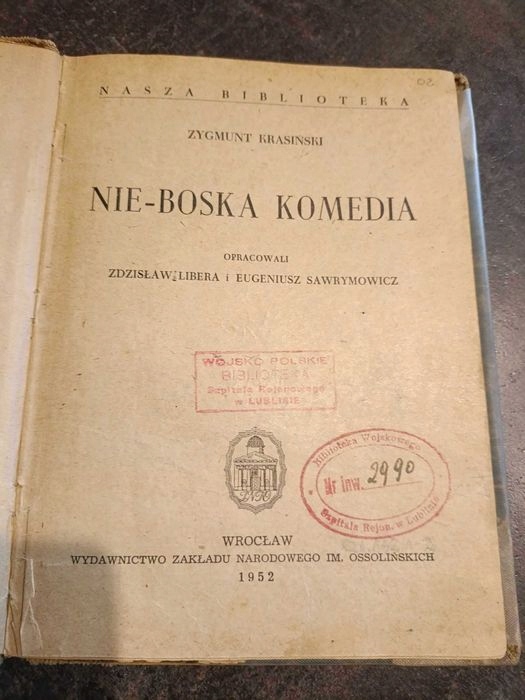 02
NASZA BIBLIOTEKA
ZYGMUNT KRASIŃSKI
NIE-BOSKA KOMEDIA
OPRACOWALI
ZDZISŁAW LIBERA i EUGENIUSZ SAWRYMOWICZ
WOJSKO POLSKIE
BIBLIOTEKA
Szpitala Rejonowego
w LUBLINIE
Biblioteka Wojskowego
Nr inw. 2990
Szpitala Rejon. w Lublinie
WROCŁAW
WYDAWNICTWO ZAKŁADU NARODOWEGO IM. OSSOLIŃSKICH
1952